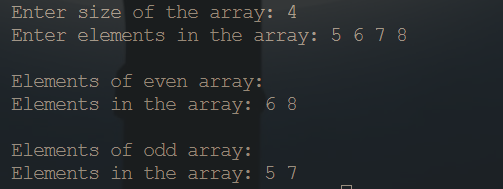 Enter size of the array: 4
Enter elements in the array: 5 6 7 8
Elements of even array:
Elements in the array: 6 8
Elements of odd array:
Elements in the array: 5 7